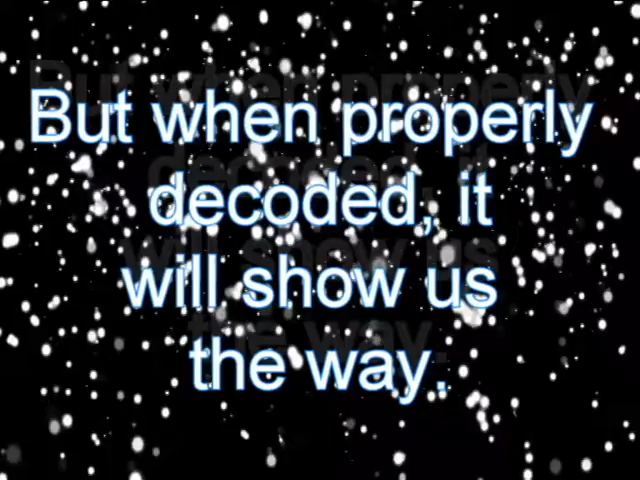 But when properly
decoded, it
will show us
the way.